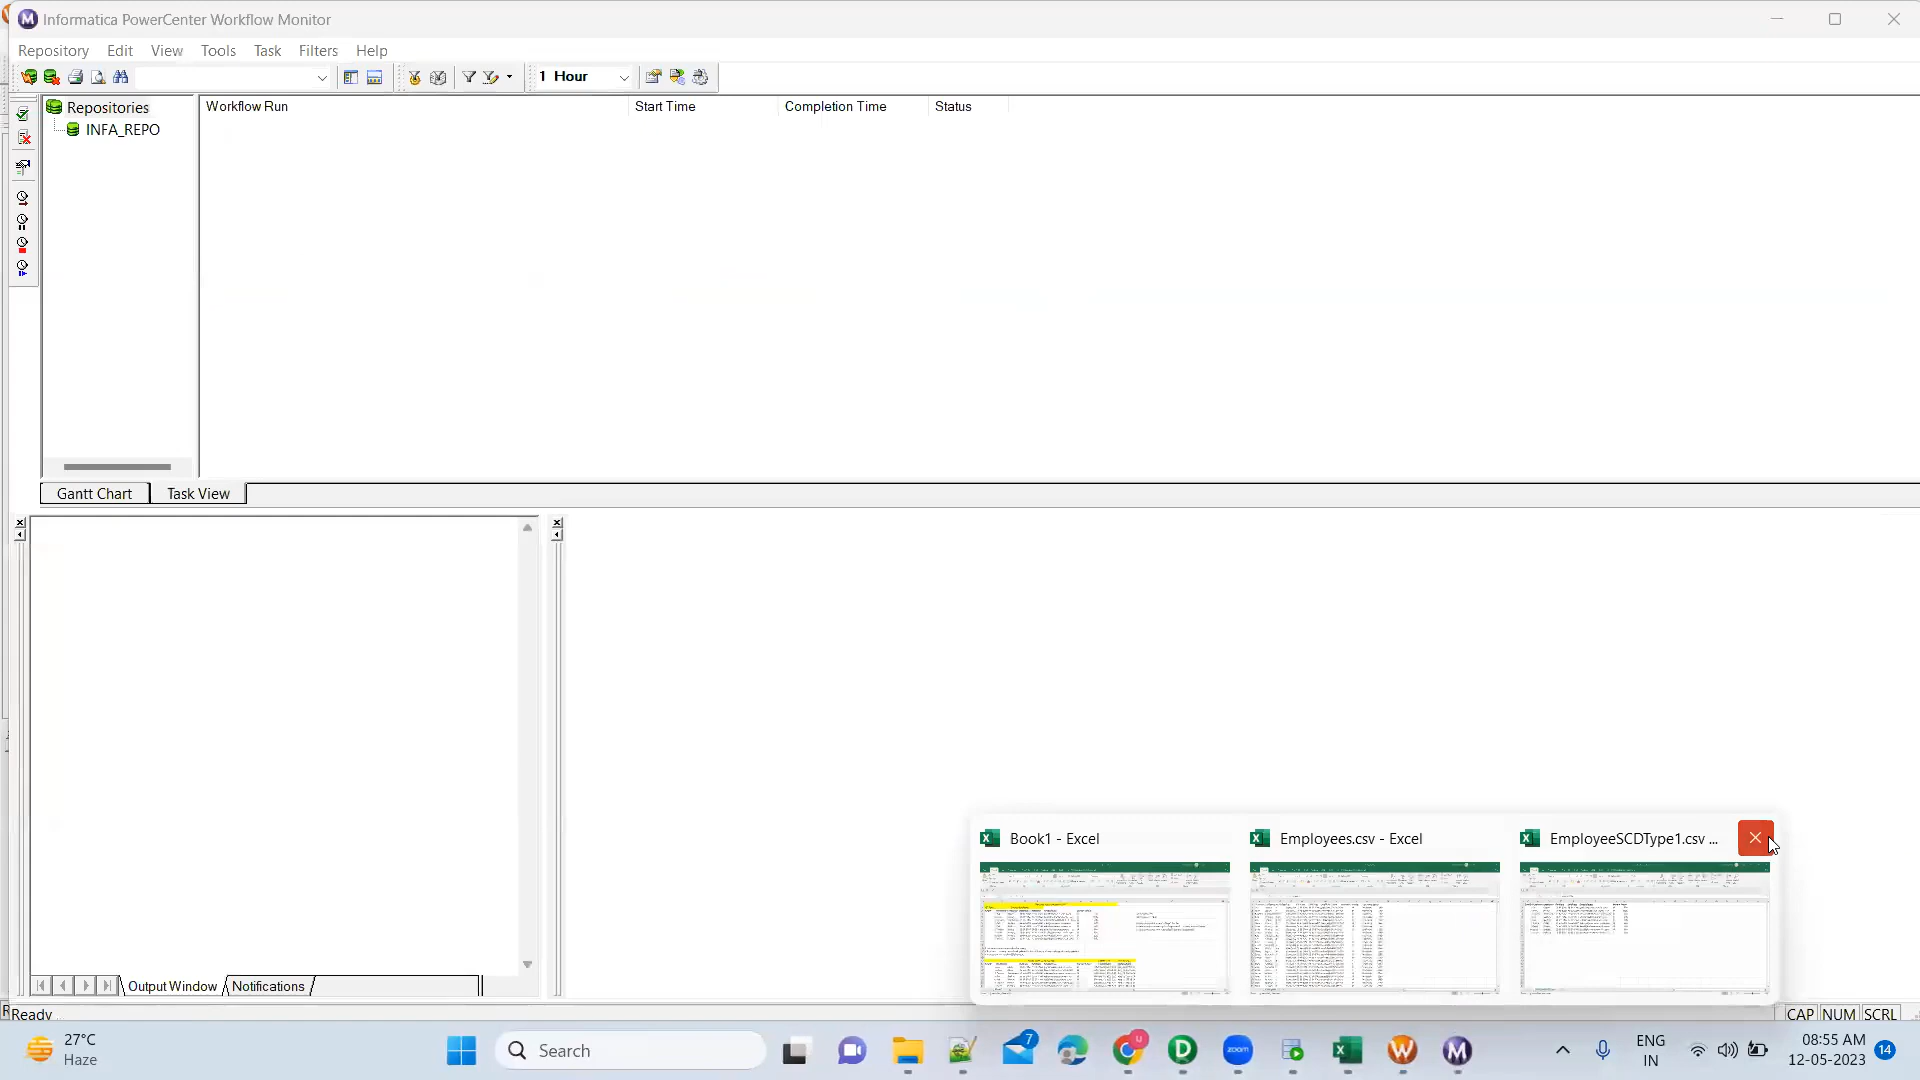 Informatica PowerCenter Workflow Monitor
Repository Edit View Tools Task Filters Help
1 Hour
Repositories
INFA_REPO
Workflow Run Start Time Completion Time Status
Gantt Chart Task View
Output Window Notifications
Ready
CAP NUM SCRL
Book1 - Excel
Employees.csv - Excel
EmployeeSCDType1.csv ...
27°C
Haze
Search
7
zoom
ENG
IN
08:55 AM
12-05-2023
14